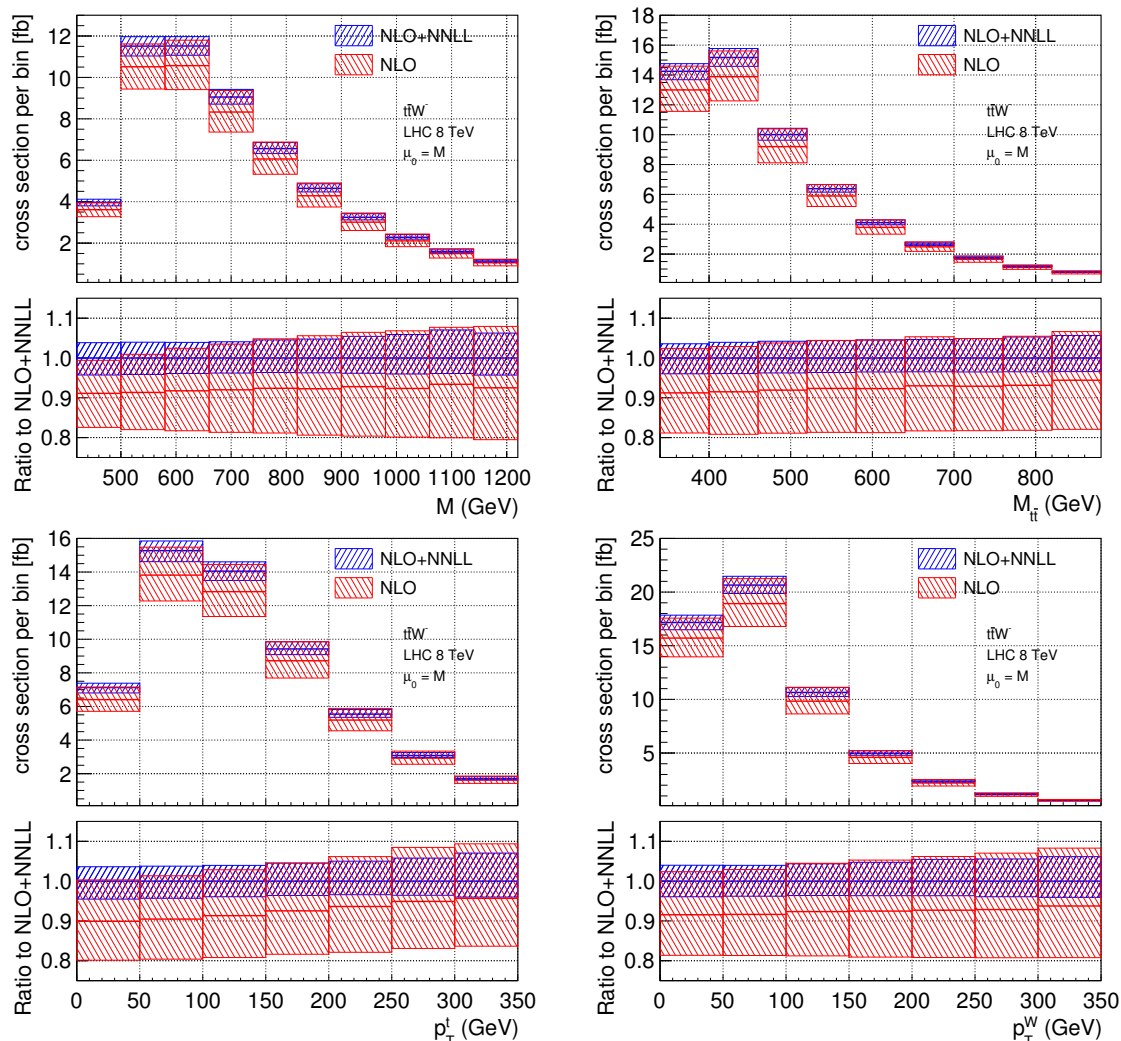 cross section per bin [fb]
12
10
8
6
4
2
NLO+NNLL
NLO
tt̄W⁻
LHC 8 TeV
μ₀ = M
Ratio to NLO+NNLL
1.1
1.0
0.9
0.8
500 600 700 800 900 1000 1100 1200
M (GeV)
cross section per bin [fb]
18
16
14
12
10
8
6
4
2
NLO+NNLL
NLO
tt̄W⁻
LHC 8 TeV
μ₀ = M
Ratio to NLO+NNLL
1.1
1.0
0.9
0.8
400 500 600 700 800
M_tt̄ (GeV)
cross section per bin [fb]
16
14
12
10
8
6
4
2
NLO+NNLL
NLO
tt̄W⁻
LHC 8 TeV
μ₀ = M
Ratio to NLO+NNLL
1.1
1.0
0.9
0.8
0 50 100 150 200 250 300 350
p_T^t (GeV)
cross section per bin [fb]
25
20
15
10
5
NLO+NNLL
NLO
tt̄W⁻
LHC 8 TeV
μ₀ = M
Ratio to NLO+NNLL
1.1
1.0
0.9
0.8
0 50 100 150 200 250 300 350
p_T^W (GeV)